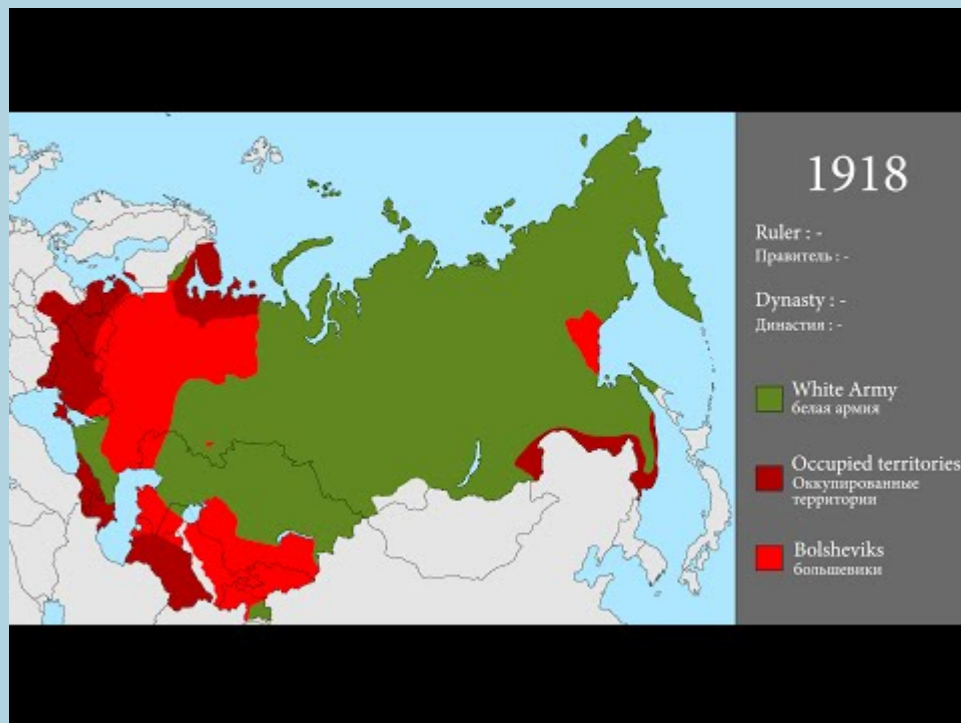 1918
Ruler : -
Правитель : -
Dynasty : -
Династия : -
White Army
белая армия
Occupied territories
Оккупированные
территории
Bolsheviks
большевики